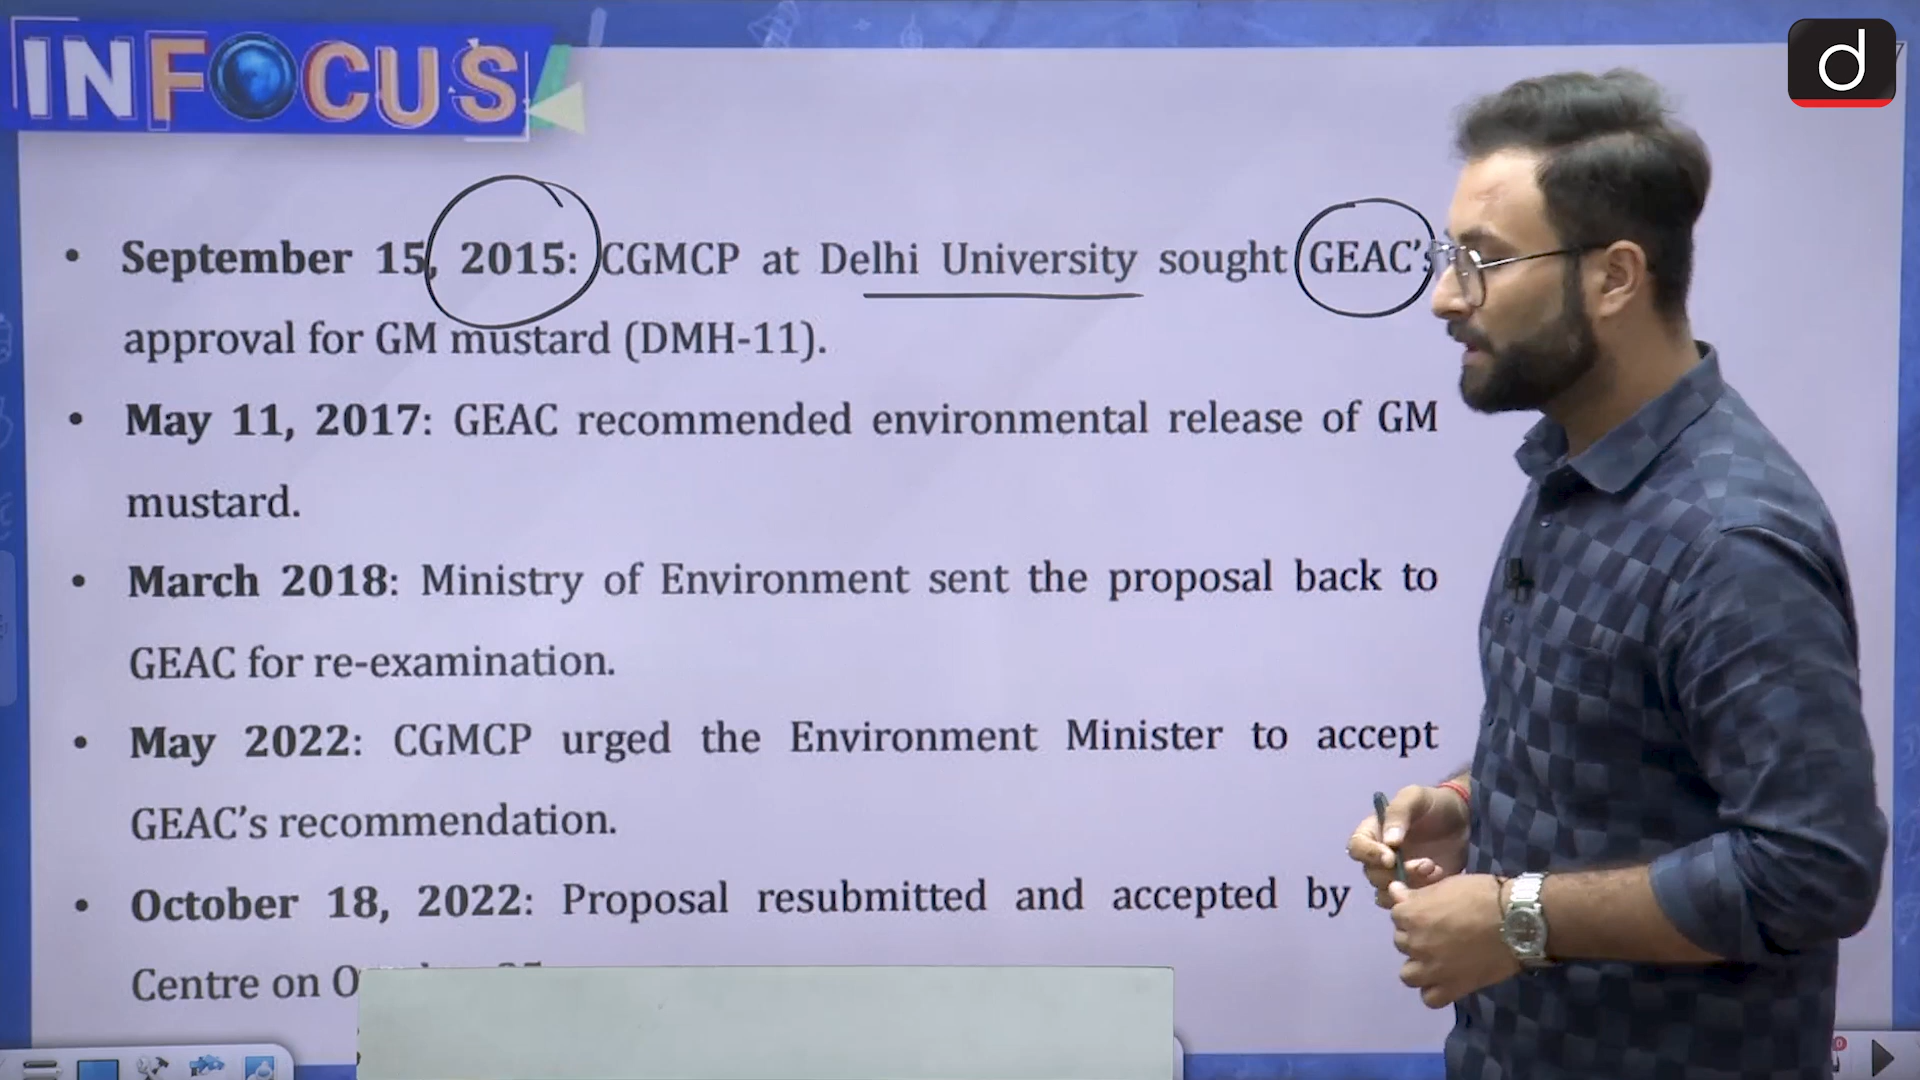 INFOCUS
d
• September 15, 2015: CGMCP at Delhi University sought GEAC's
approval for GM mustard (DMH-11).
• May 11, 2017: GEAC recommended environmental release of GM
mustard.
• March 2018: Ministry of Environment sent the proposal back to
GEAC for re-examination.
• May 2022: CGMCP urged the Environment Minister to accept
GEAC's recommendation.
• October 18, 2022: Proposal resubmitted and accepted by
Centre on